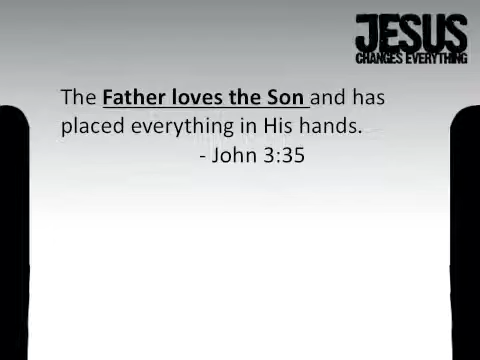 JESUS
CHANGES EVERYTHING
The Father loves the Son and has
placed everything in His hands.
- John 3:35